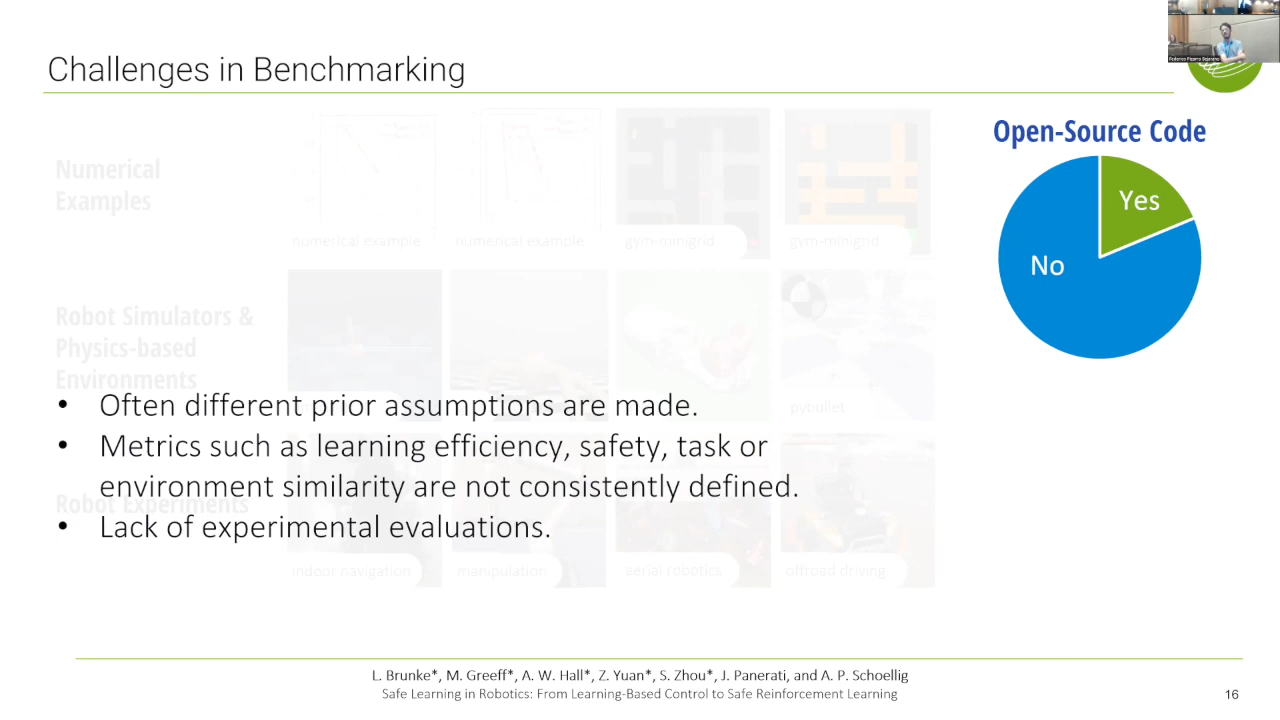 Challenges in Benchmarking
Open-Source Code
Yes
No
Numerical
Examples
numerical example
numerical example
gym-minigrid
gym-minigrid
Robot Simulators &
Physics-based
Environments
pybullet
• Often different prior assumptions are made.
• Metrics such as learning efficiency, safety, task or
environment similarity are not consistently defined.
Robot Experiments
• Lack of experimental evaluations.
indoor navigation
manipulation
aerial robotics
offroad driving
L. Brunke*, M. Greeff*, A. W. Hall*, Z. Yuan*, S. Zhou*, J. Panerati, and A. P. Schoellig
Safe Learning in Robotics: From Learning-Based Control to Safe Reinforcement Learning
16